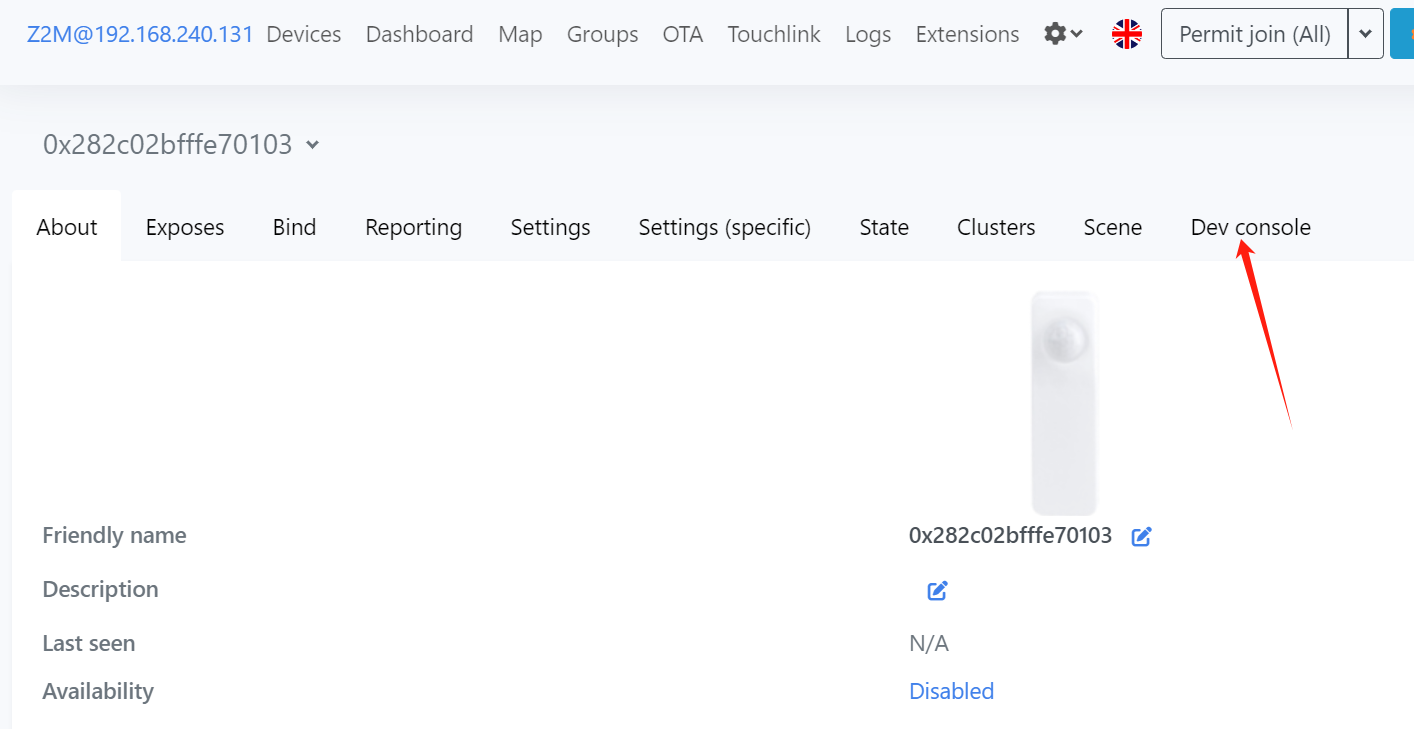 Z2M@192.168.240.131 Devices Dashboard Map Groups OTA Touchlink Logs Extensions Permit join (All)
0x282c02bfffe70103
About Exposes Bind Reporting Settings Settings (specific) State Clusters Scene Dev console
Friendly name 0x282c02bfffe70103
Description
Last seen N/A
Availability Disabled